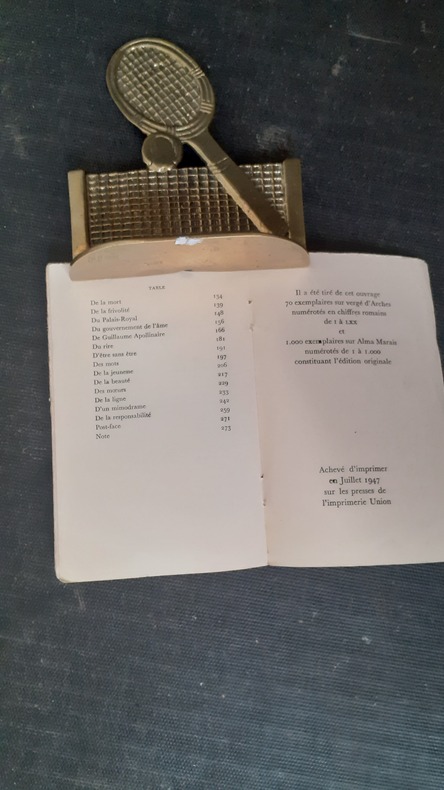 TABLE
De la mort 134
De la frivolité 139
Du Palais-Royal 148
Du gouvernement de l'âme 156
De Guillaume Apollinaire 166
Du rire 181
D'être sans être 191
Des mots 197
De la jeunesse 206
De la beauté 217
Des mœurs 229
De la ligne 233
D'un mimodrame 242
De la responsabilité 259
Post-face 271
Note 275
Il a été tiré de cet ouvrage
70 exemplaires sur vergé d'Arches
numérotés en chiffres romains
de I à LXX
et
1.000 exemplaires sur Alma Marais
numérotés de 1 à 1.000
constituant l'édition originale.
Achevé d'imprimer
en Juillet 1947
sur les presses de
l'imprimerie Union